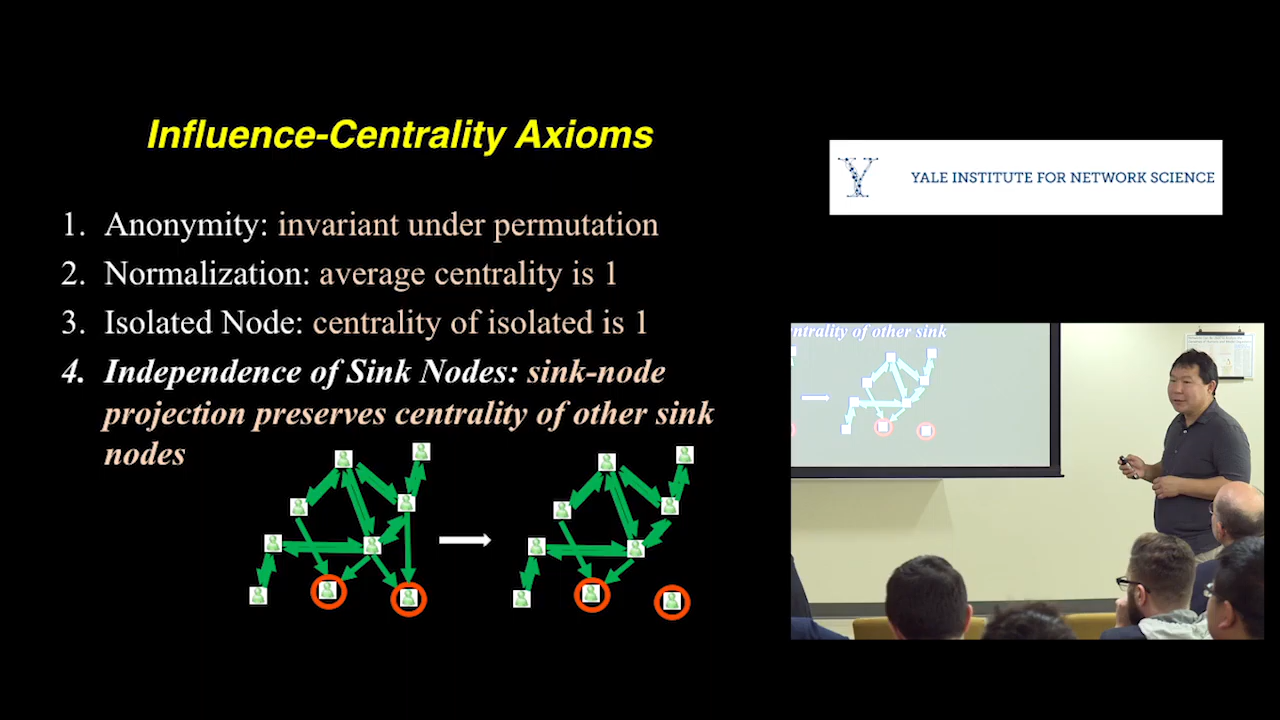 Influence-Centrality Axioms
1. Anonymity: invariant under permutation
2. Normalization: average centrality is 1
3. Isolated Node: centrality of isolated is 1
4. Independence of Sink Nodes: sink-node
projection preserves centrality of other sink
nodes
YALE INSTITUTE FOR NETWORK SCIENCE
ntrality of other sink